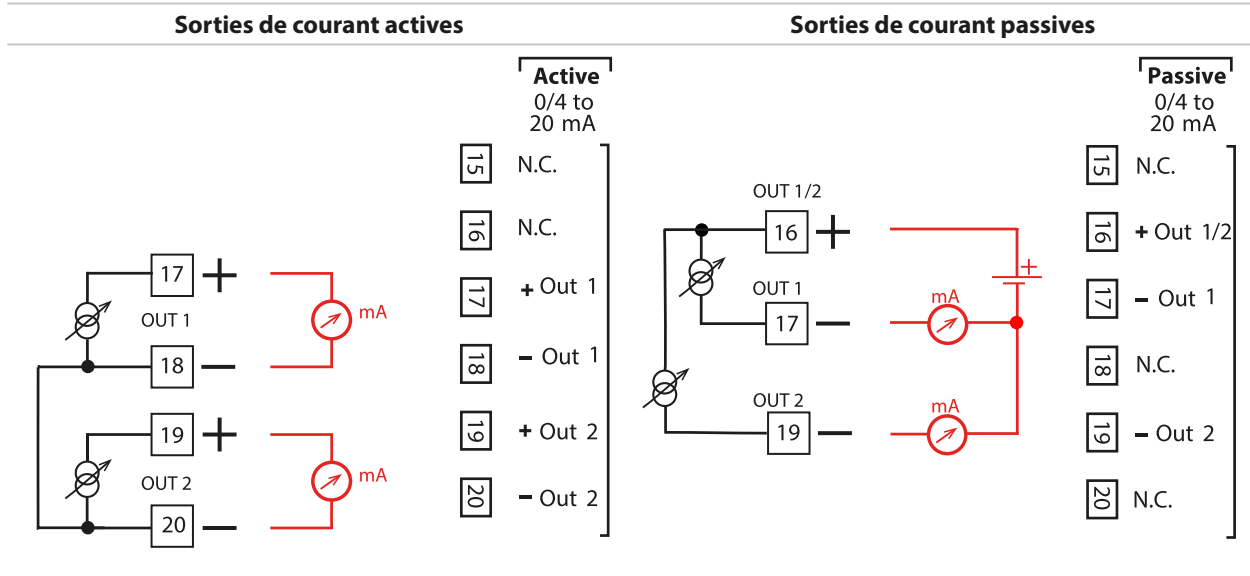 Sorties de courant actives
Active
0/4 to
20 mA
15 N.C.
16 N.C.
17 + Out 1
18 – Out 1
19 + Out 2
20 – Out 2
17 +
OUT 1
mA
18 –
19 +
OUT 2
mA
20 –
Sorties de courant passives
Passive
0/4 to
20 mA
15 N.C.
16 + Out 1/2
17 – Out 1
18 N.C.
19 – Out 2
20 N.C.
OUT 1/2
16 +
+
OUT 1
mA
17 –
OUT 2
mA
19 –